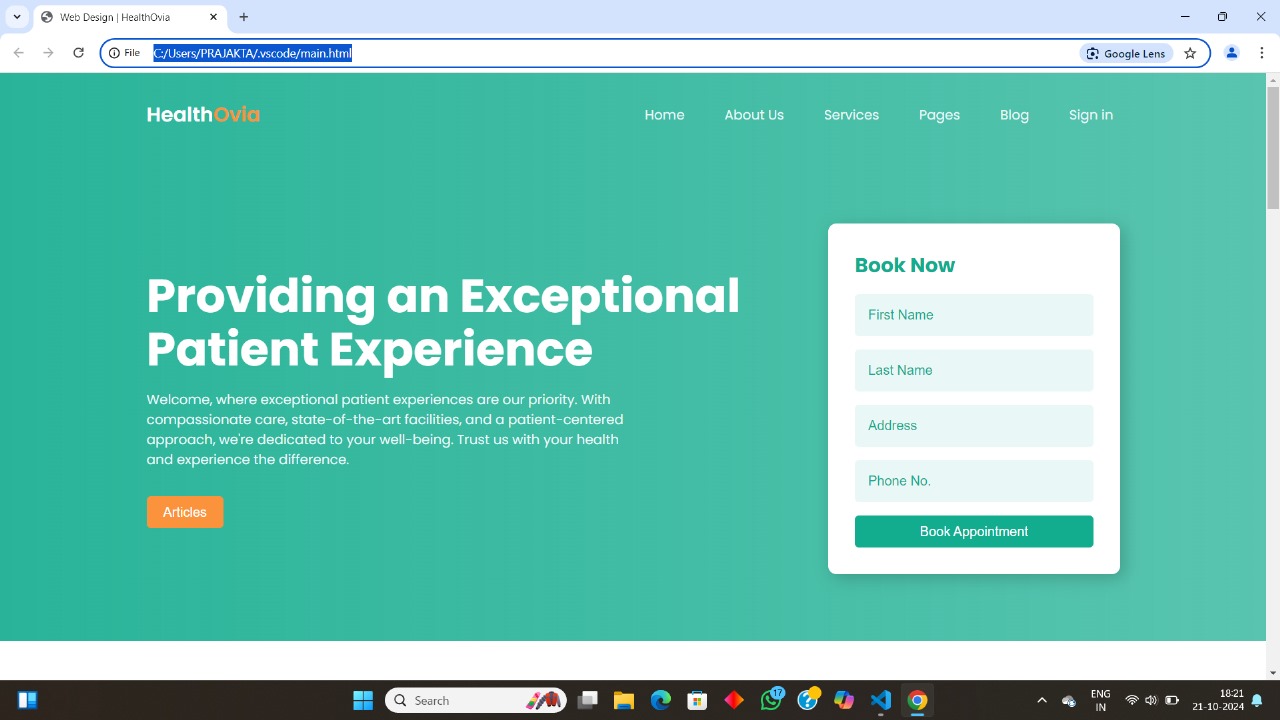 Web Design | HealthOvia
File
C:/Users/PRAJAKTA/.vscode/main.html
Google Lens
HealthOvia
Home
About Us
Services
Pages
Blog
Sign in
Providing an Exceptional
Patient Experience
Welcome, where exceptional patient experiences are our priority. With
compassionate care, state-of-the-art facilities, and a patient-centered
approach, we're dedicated to your well-being. Trust us with your health
and experience the difference.
Articles
Book Now
First Name
Last Name
Address
Phone No.
Book Appointment
Search
17
ENG
IN
18:21
21-10-2024